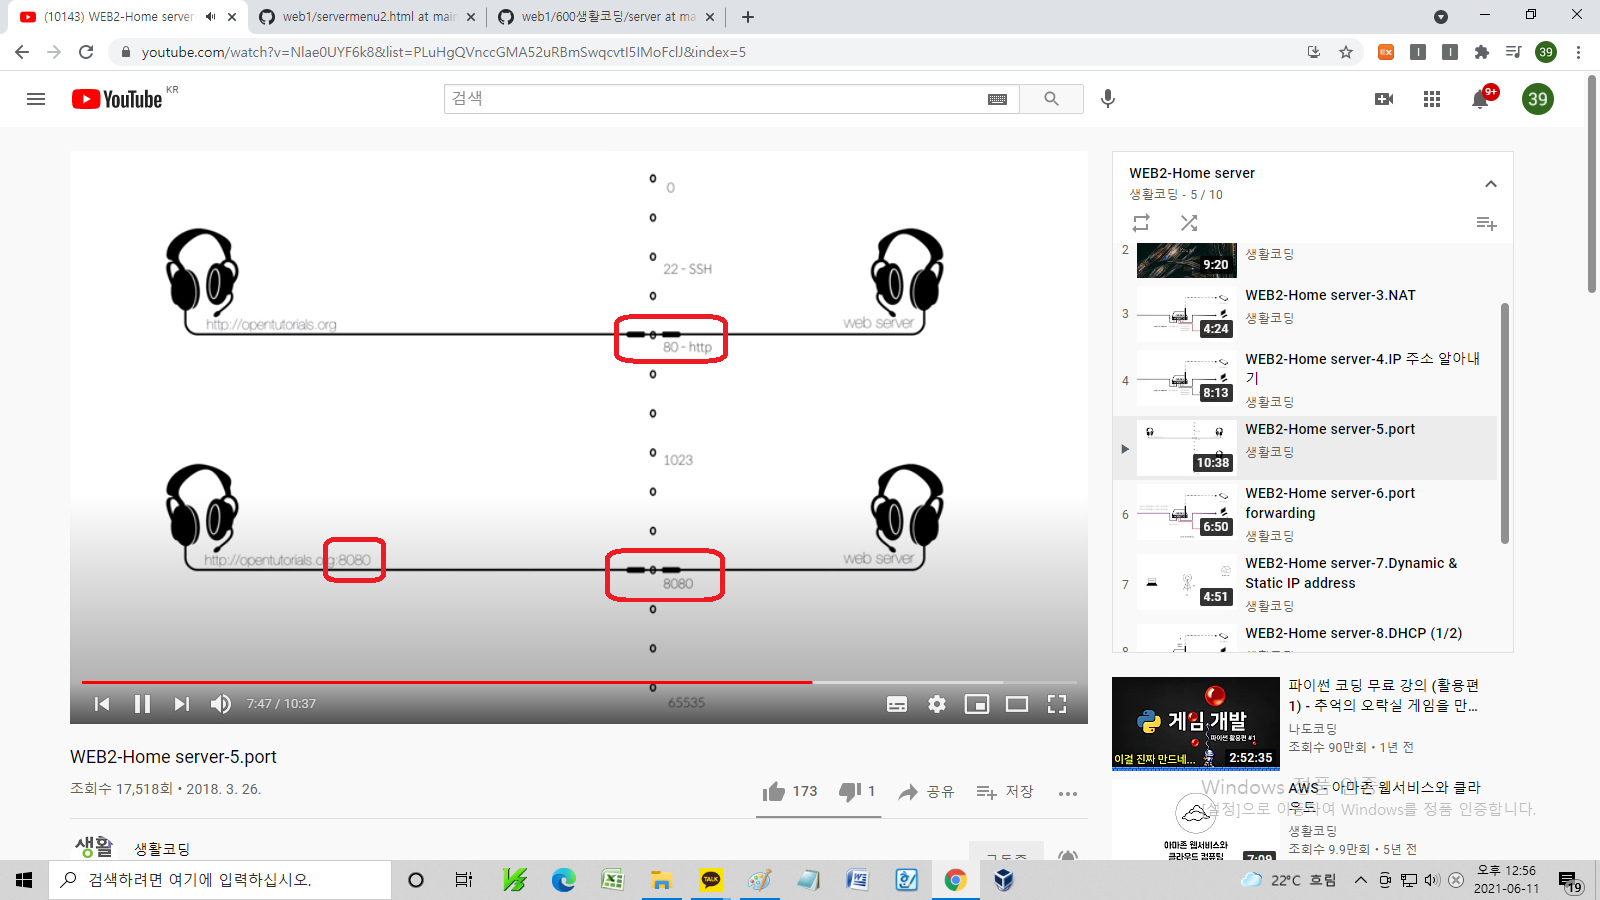 (10143) WEB2-Home server
web1/servermenu2.html at main
web1/600생활코딩/server at ma
youtube.com/watch?v=Nlae0UYF6k8&list=PLuHgQVnccGMA52uRBmSwqcvtI5IMoFclJ&index=5
39
YouTube KR
검색
9+
39
0
22 - SSH
http://opentutorials.org
web server
80 - http
1023
http://opentutorials.org:8080
web server
8080
65535
7:47 / 10:37
WEB2-Home server-5.port
조회수 17,518회 • 2018. 3. 26.
173
1
공유
저장
생활
생활코딩
구독중
WEB2-Home server
생활코딩 - 5 / 10
2
9:20
생활코딩
3
4:24
WEB2-Home server-3.NAT
생활코딩
4
8:13
WEB2-Home server-4.IP 주소 알아내
기
생활코딩
10:38
WEB2-Home server-5.port
생활코딩
6
6:50
WEB2-Home server-6.port
forwarding
생활코딩
7
4:51
WEB2-Home server-7.Dynamic &
Static IP address
생활코딩
8
WEB2-Home server-8.DHCP (1/2)
게임 개발
파이썬 활용편 #1
이걸 진짜 만드네...
2:52:35
파이썬 코딩 무료 강의 (활용편
1) - 추억의 오락실 게임을 만...
나도코딩
조회수 90만회 • 1년 전
아마존 웹서비스와
클라우드 컴퓨팅
7:09
AWS - 아마존 웹서비스와 클라
우드
생활코딩
조회수 9.9만회 • 5년 전
Windows 정품 인증
[설정]으로 이동하여 Windows를 정품 인증합니다.
검색하려면 여기에 입력하십시오.
TALK
22°C 흐림
오후 12:56
2021-06-11
19